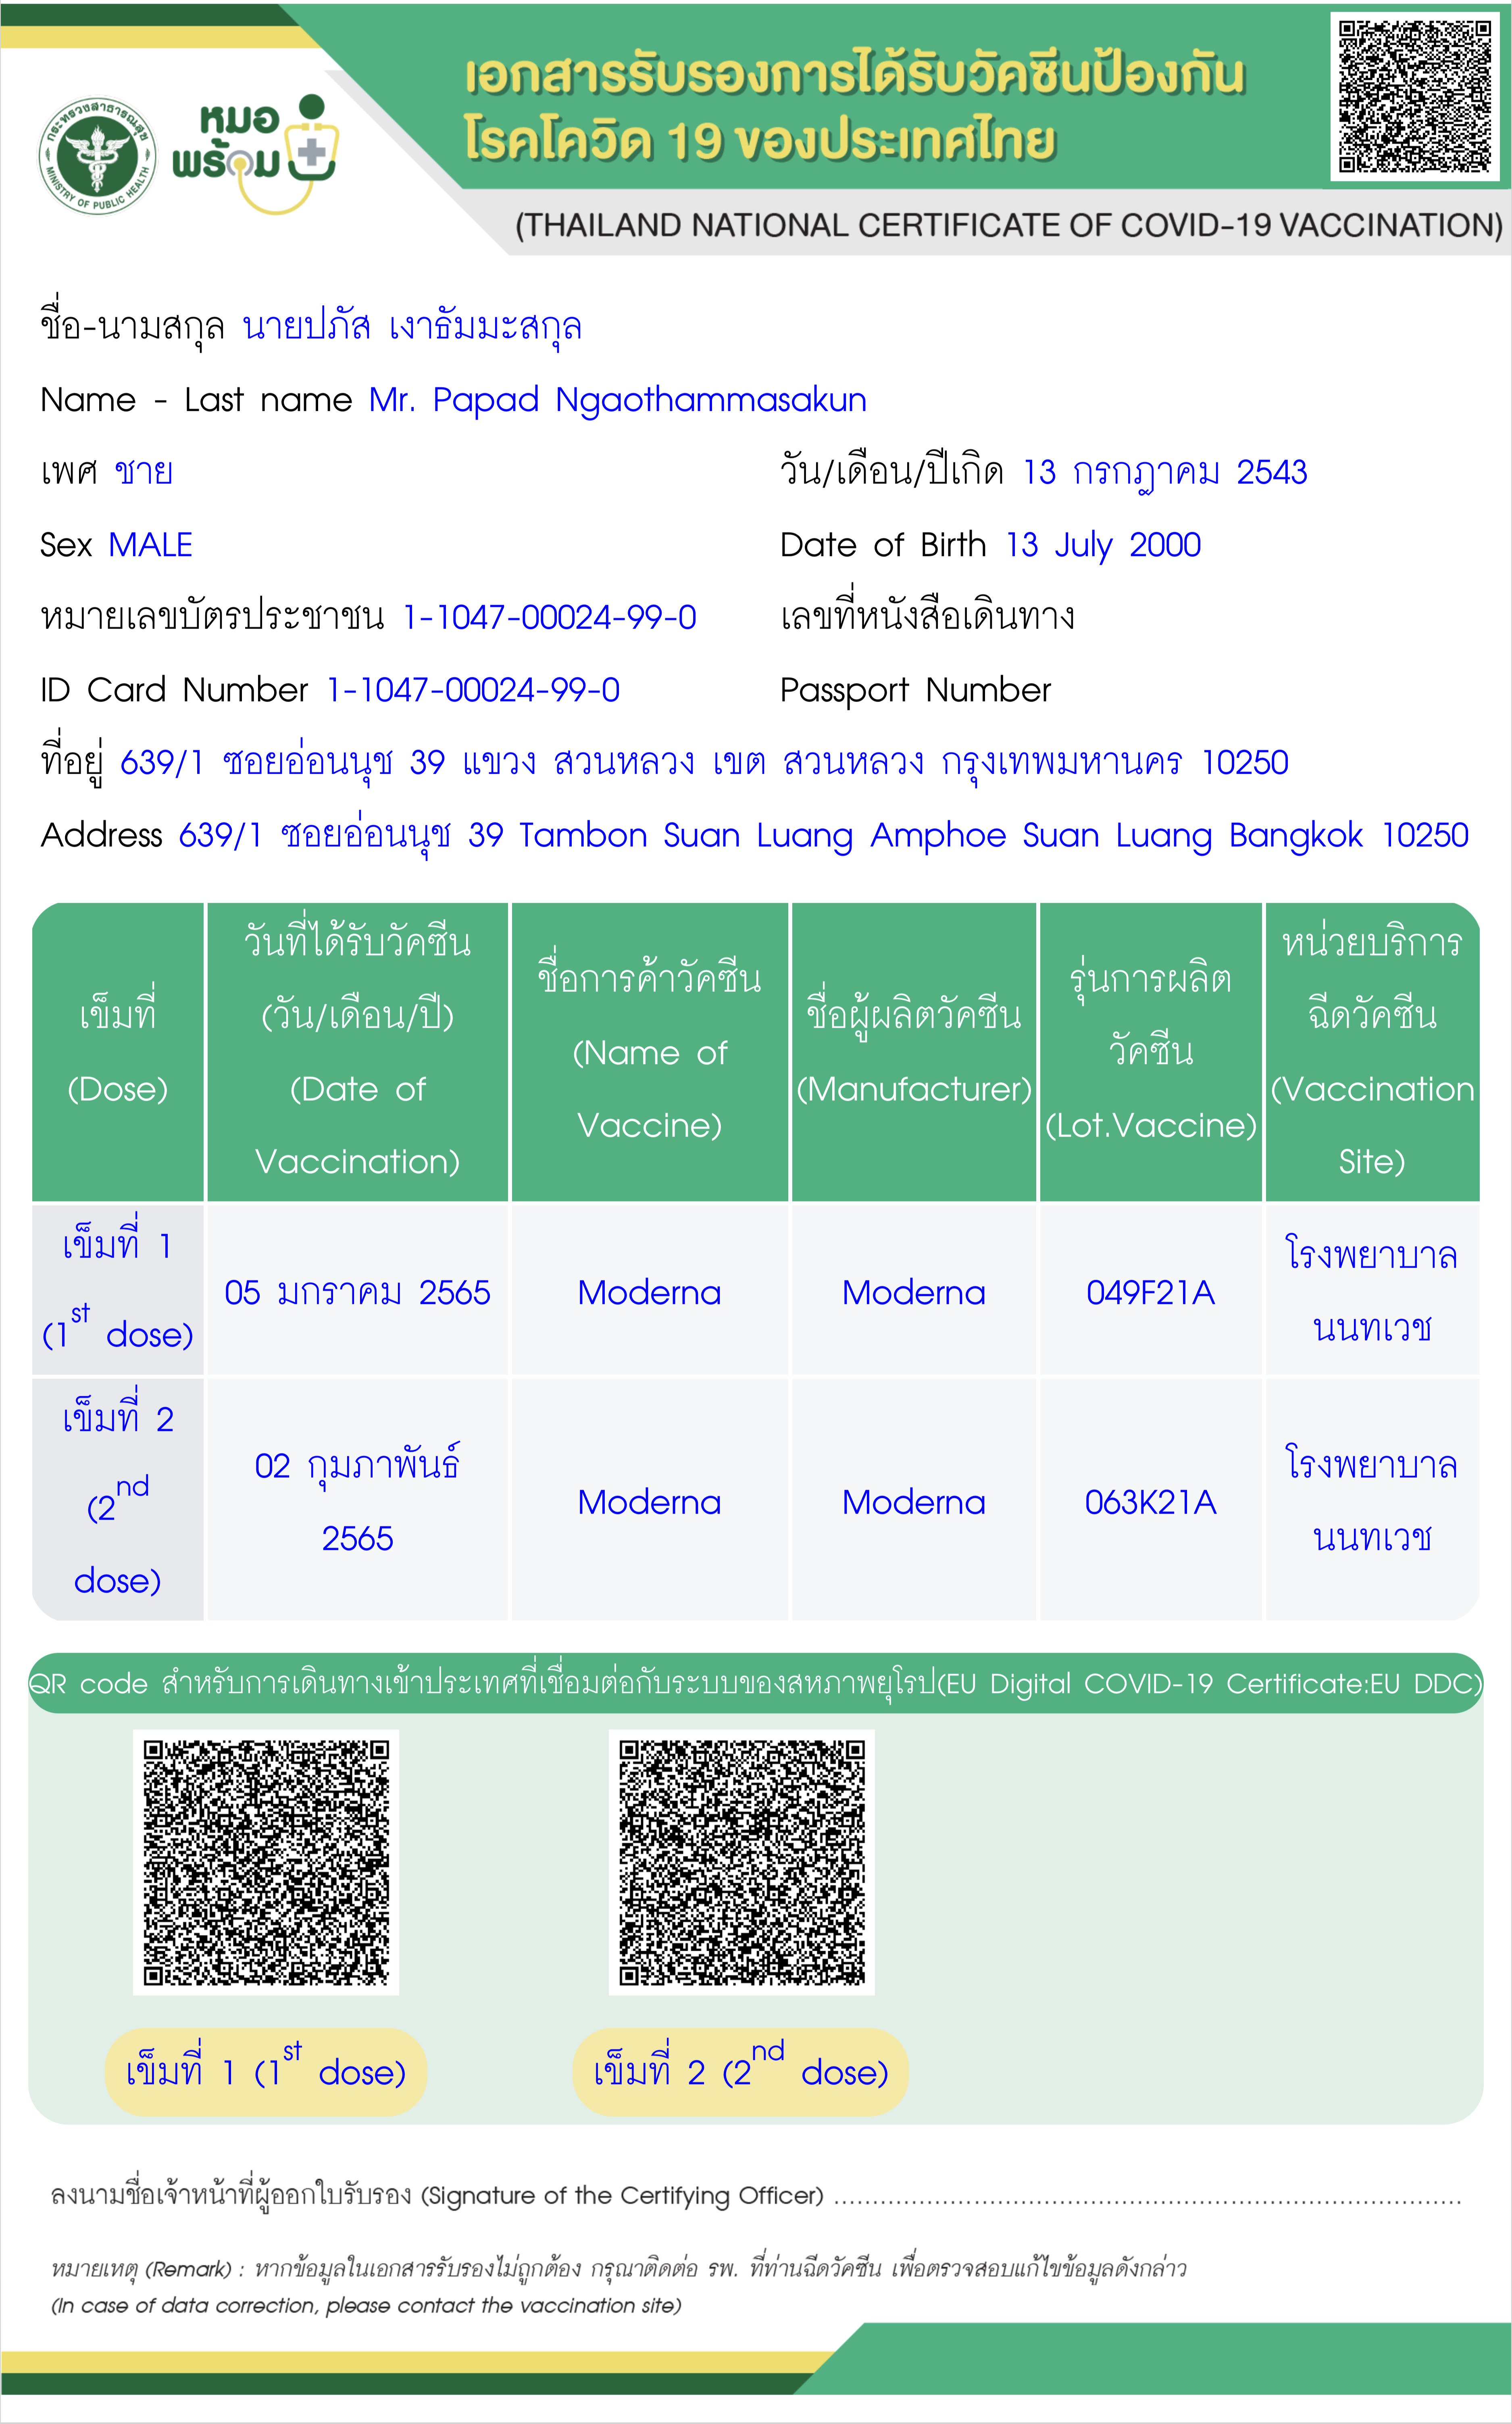 กระทรวงสาธารณสุข
MINISTRY OF PUBLIC HEALTH
หมอ
พร้อม
เอกสารรับรองการได้รับวัคซีนป้องกัน
โรคโควิด 19 ของประเทศไทย
(THAILAND NATIONAL CERTIFICATE OF COVID-19 VACCINATION)
ชื่อ-นามสกุล นายปภัส เงาธัมมะสกุล
Name - Last name Mr. Papad Ngaothammasakun
เพศ ชาย วัน/เดือน/ปีเกิด 13 กรกฎาคม 2543
Sex MALE Date of Birth 13 July 2000
หมายเลขบัตรประชาชน 1-1047-00024-99-0 เลขที่หนังสือเดินทาง
ID Card Number 1-1047-00024-99-0 Passport Number
ที่อยู่ 639/1 ซอยอ่อนนุช 39 แขวง สวนหลวง เขต สวนหลวง กรุงเทพมหานคร 10250
Address 639/1 ซอยอ่อนนุช 39 Tambon Suan Luang Amphoe Suan Luang Bangkok 10250
เข็มที่
(Dose)
วันที่ได้รับวัคซีน
(วัน/เดือน/ปี)
(Date of
Vaccination)
ชื่อการค้าวัคซีน
(Name of
Vaccine)
ชื่อผู้ผลิตวัคซีน
(Manufacturer)
รุ่นการผลิต
วัคซีน
(Lot.Vaccine)
หน่วยบริการ
ฉีดวัคซีน
(Vaccination
Site)
เข็มที่ 1
(1st dose)
05 มกราคม 2565
Moderna
Moderna
049F21A
โรงพยาบาล
นนทเวช
เข็มที่ 2
(2nd
dose)
02 กุมภาพันธ์
2565
Moderna
Moderna
063K21A
โรงพยาบาล
นนทเวช
QR code สำหรับการเดินทางเข้าประเทศที่เชื่อมต่อกับระบบของสหภาพยุโรป(EU Digital COVID-19 Certificate:EU DDC)
เข็มที่ 1 (1st dose) เข็มที่ 2 (2nd dose)
ลงนามชื่อเจ้าหน้าที่ผู้ออกใบรับรอง (Signature of the Certifying Officer) ....................................................................................
หมายเหตุ (Remark) : หากข้อมูลในเอกสารรับรองไม่ถูกต้อง กรุณาติดต่อ รพ. ที่ท่านฉีดวัคซีน เพื่อตรวจสอบแก้ไขข้อมูลดังกล่าว
(In case of data correction, please contact the vaccination site)